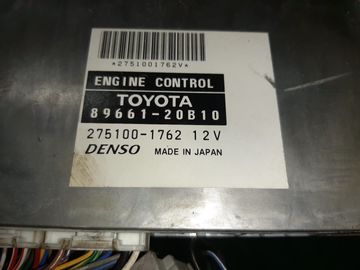 *2751001762V*
ENGINE CONTROL
TOYOTA
89661-20B10
275100-1762 12V
DENSO MADE IN JAPAN